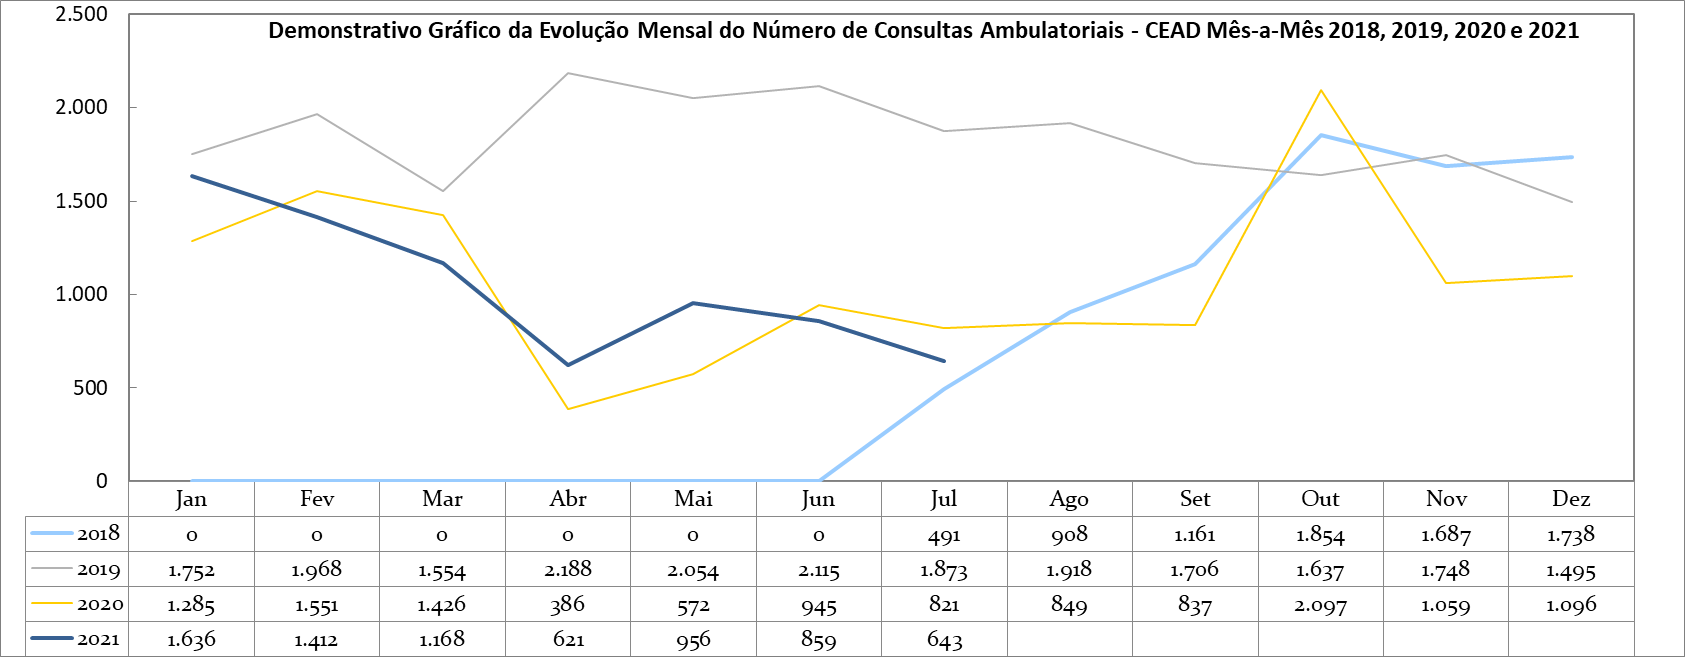 Demonstrativo Gráfico da Evolução Mensal do Número de Consultas Ambulatoriais - CEAD Mês-a-Mês 2018, 2019, 2020 e 2021
2.500
2.000
1.500
1.000
500
0
Jan Fev Mar Abr Mai Jun Jul Ago Set Out Nov Dez
2018 0 0 0 0 0 0 491 908 1.161 1.854 1.687 1.738
2019 1.752 1.968 1.554 2.188 2.054 2.115 1.873 1.918 1.706 1.637 1.748 1.495
2020 1.285 1.551 1.426 386 572 945 821 849 837 2.097 1.059 1.096
2021 1.636 1.412 1.168 621 956 859 643